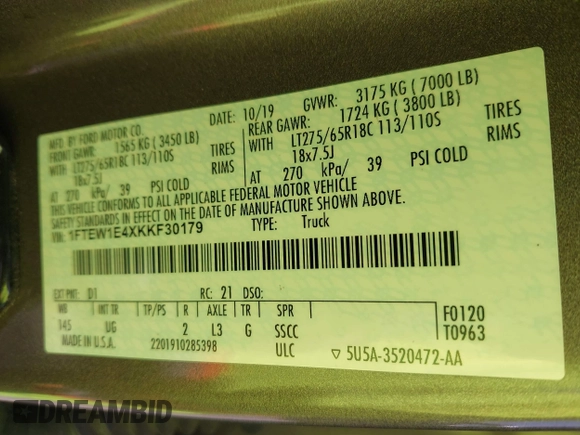 MFD. BY FORD MOTOR CO.
DATE: 10/19 GVWR: 3175 KG ( 7000 LB)
FRONT GAWR: 1565 KG ( 3450 LB) REAR GAWR: 1724 KG ( 3800 LB)
WITH LT275/65R18C 113/110S TIRES WITH LT275/65R18C 113/110S TIRES
18x7.5J RIMS 18x7.5J RIMS
AT 270 kPa/ 39 PSI COLD AT 270 kPa/ 39 PSI COLD
THIS VEHICLE CONFORMS TO ALL APPLICABLE FEDERAL MOTOR VEHICLE
SAFETY STANDARDS IN EFFECT ON THE DATE OF MANUFACTURE SHOWN ABOVE.
VIN: 1FTEW1E4XKKF30179 TYPE: Truck
EXT PNT: D1 RC: 21 DSO:
WB INT TR TP/PS R AXLE TR SPR F0120
145 UG 2 L3 G SSCC T0963
MADE IN U.S.A. 2201910285398 ULC ▽ 5U5A-3520472-AA
DREAMBID